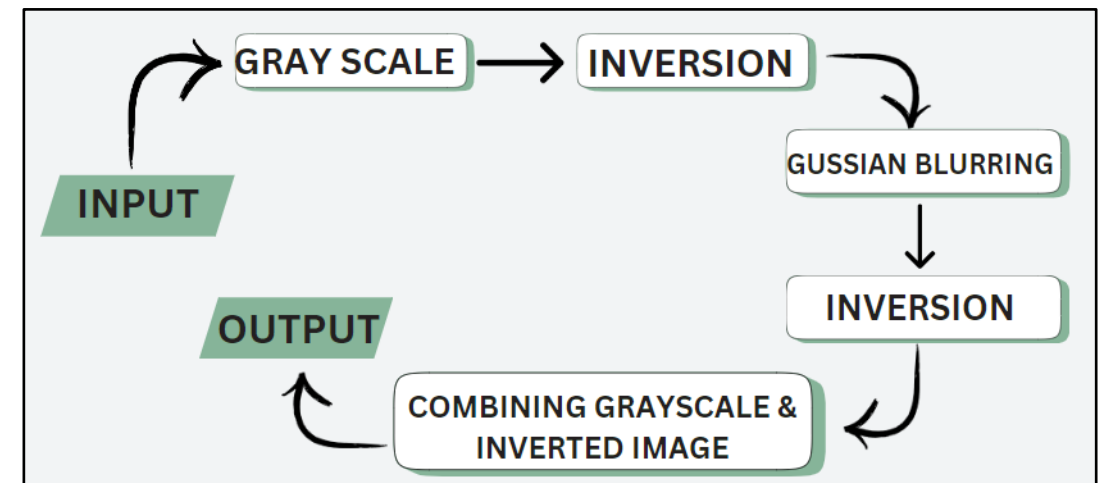 INPUT
GRAY SCALE
INVERSION
GUSSIAN BLURRING
INVERSION
COMBINING GRAYSCALE &
INVERTED IMAGE
OUTPUT